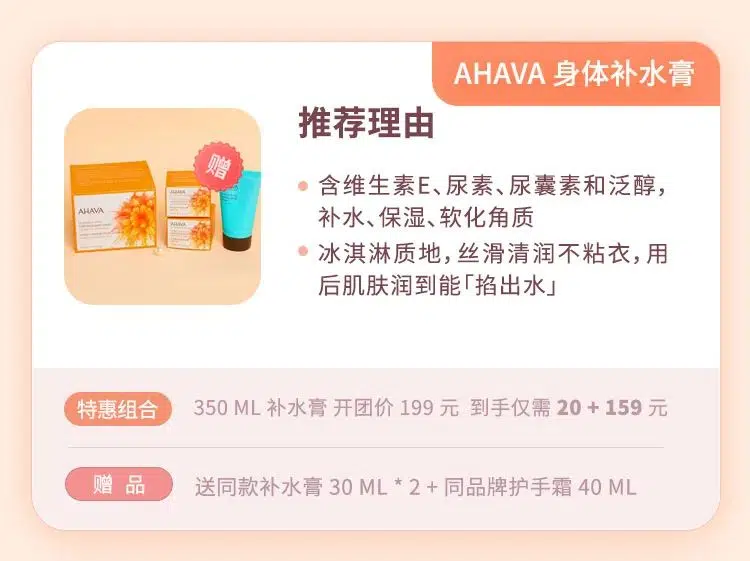 AHAVA 身体补水膏
推荐理由
含维生素E、尿素、尿囊素和泛醇，
补水、保湿、软化角质
冰淇淋质地，丝滑清润不粘衣，用
后肌肤润到能「掐出水」
赠
AHAVA
AHAVA
AHAVA
特惠组合 350 ML 补水膏 开团价 199 元 到手仅需 20 + 159 元
赠 品 送同款补水膏 30 ML * 2 + 同品牌护手霜 40 ML